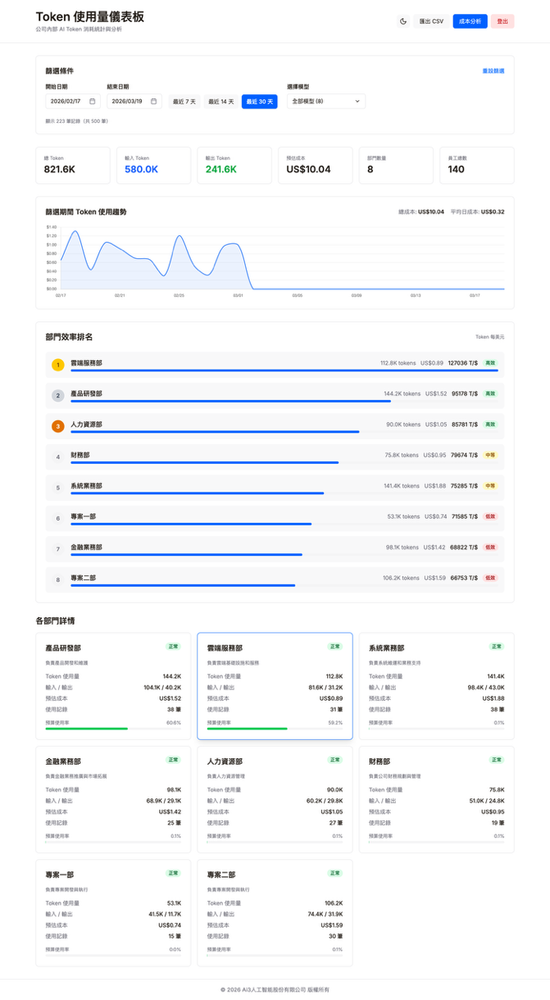 Token 使用量儀表板
公司內部 AI Token 消耗統計與分析
匯出 CSV
成本分析
登出
篩選條件
重設篩選
開始日期
結束日期
選擇模型
2026/02/17
2026/03/19
最近 7 天
最近 14 天
最近 30 天
全部模型 (8)
顯示 223 筆記錄（共 500 筆）
總 Token
821.6K
輸入 Token
580.0K
輸出 Token
241.6K
預估成本
US$10.04
部門數量
8
員工總數
140
篩選期間 Token 使用趨勢
總成本: US$10.04 平均日成本: US$0.32
$1.40
$1.20
$1.00
$0.80
$0.60
$0.40
$0.20
$0.00
02/17 02/21 02/25 03/01 03/05 03/09 03/13 03/17
部門效率排名
Token 每美元
1 雲端服務部 112.8K tokens US$0.89 127036 T/$ 高效
2 產品研發部 144.2K tokens US$1.52 95178 T/$ 高效
3 人力資源部 90.0K tokens US$1.05 85781 T/$ 高效
4 財務部 75.8K tokens US$0.95 79674 T/$ 中等
5 系統業務部 141.4K tokens US$1.88 75285 T/$ 中等
6 專案一部 53.1K tokens US$0.74 71585 T/$ 低效
7 金融業務部 98.1K tokens US$1.42 68822 T/$ 低效
8 專案二部 106.2K tokens US$1.59 66753 T/$ 低效
各部門詳情
產品研發部 正常
負責產品開發和維護
Token 使用量 144.2K
輸入 / 輸出 104.1K / 40.2K
預估成本 US$1.52
使用記錄 38 筆
預算使用率 60.6%
雲端服務部 正常
負責雲端基礎設施和服務
Token 使用量 112.8K
輸入 / 輸出 81.6K / 31.2K
預估成本 US$0.89
使用記錄 31 筆
預算使用率 59.2%
系統業務部 正常
負責系統維運和業務支持
Token 使用量 141.4K
輸入 / 輸出 98.4K / 43.0K
預估成本 US$1.88
使用記錄 38 筆
預算使用率 0.1%
金融業務部 正常
負責金融業務推廣與市場拓展
Token 使用量 98.1K
輸入 / 輸出 68.9K / 29.1K
預估成本 US$1.42
使用記錄 25 筆
預算使用率 0.1%
人力資源部 正常
負責人力資源管理
Token 使用量 90.0K
輸入 / 輸出 60.2K / 29.8K
預估成本 US$1.05
使用記錄 27 筆
預算使用率 0.1%
財務部 正常
負責公司財務規劃與管理
Token 使用量 75.8K
輸入 / 輸出 51.0K / 24.8K
預估成本 US$0.95
使用記錄 19 筆
預算使用率 0.1%
專案一部 正常
負責專案開發與執行
Token 使用量 53.1K
輸入 / 輸出 41.5K / 11.7K
預估成本 US$0.74
使用記錄 15 筆
預算使用率 0.0%
專案二部 正常
負責專案開發與執行
Token 使用量 106.2K
輸入 / 輸出 74.4K / 31.9K
預估成本 US$1.59
使用記錄 30 筆
預算使用率 0.1%
© 2026 Ai3人工智能股份有限公司 版權所有